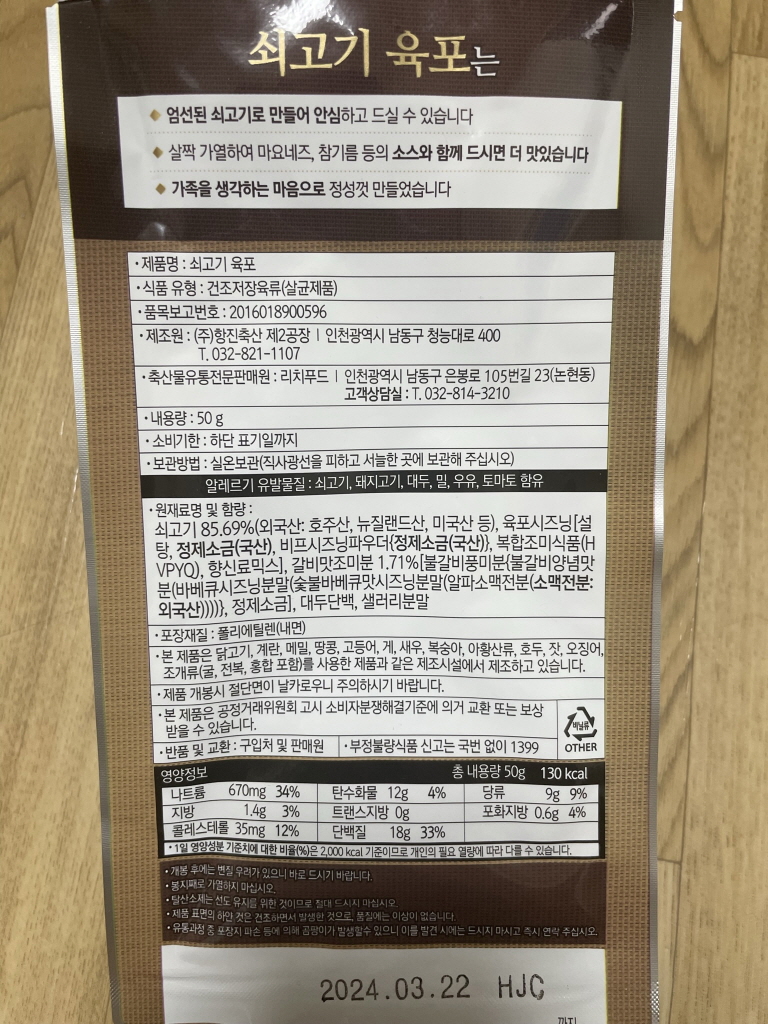 쇠고기 육포는
엄선된 쇠고기로 만들어 안심하고 드실 수 있습니다
살짝 가열하여 마요네즈, 참기름 등의 소스와 함께 드시면 더 맛있습니다
가족을 생각하는 마음으로 정성껏 만들었습니다
·제품명 : 쇠고기 육포
·식품 유형 : 건조저장육류(살균제품)
·품목보고번호 : 2016018900596
·제조원 : (주)항진축산 제2공장 | 인천광역시 남동구 청능대로 400
T. 032-821-1107
·축산물유통전문판매원 : 리치푸드 | 인천광역시 남동구 은봉로 105번길 23(논현동)
고객상담실 : T. 032-814-3210
·내용량 : 50 g
·소비기한 : 하단 표기일까지
·보관방법 : 실온보관(직사광선을 피하고 서늘한 곳에 보관해 주십시오)
알레르기 유발물질 : 쇠고기, 돼지고기, 대두, 밀, 우유, 토마토 함유
·원재료명 및 함량 :
쇠고기 85.69%(외국산: 호주산, 뉴질랜드산, 미국산 등), 육포시즈닝[설
탕, 정제소금(국산), 비프시즈닝파우더{정제소금(국산)}, 복합조미식품(H
VPYQ), 향신료믹스], 갈비맛조미분 1.71%[불갈비풍미분{불갈비양념맛
분(바베큐시즈닝분말(숯불바베큐맛시즈닝분말(알파소맥전분(소맥전분:
외국산))))}, 정제소금], 대두단백, 샐러리분말
·포장재질 : 폴리에틸렌(내면)
·본 제품은 닭고기, 계란, 메밀, 땅콩, 고등어, 게, 새우, 복숭아, 아황산류, 호두, 잣, 오징어,
조개류(굴, 전복, 홍합 포함)를 사용한 제품과 같은 제조시설에서 제조하고 있습니다.
·제품 개봉시 절단면이 날카로우니 주의하시기 바랍니다.
·본 제품은 공정거래위원회 고시 소비자분쟁해결기준에 의거 교환 또는 보상
받을 수 있습니다.
비닐류
OTHER
·반품 및 교환 : 구입처 및 판매원 ·부정불량식품 신고는 국번 없이 1399
영양정보 총 내용량 50g 130 kcal
나트륨 670mg 34% 탄수화물 12g 4% 당류 9g 9%
지방 1.4g 3% 트랜스지방 0g 포화지방 0.6g 4%
콜레스테롤 35mg 12% 단백질 18g 33%
* 1일 영양성분 기준치에 대한 비율(%)은 2,000 kcal 기준이므로 개인의 필요 열량에 따라 다를 수 있습니다.
·개봉 후에는 변질 우려가 있으니 바로 드시기 바랍니다.
·봉지째로 가열하지 마십시오.
·탈산소제는 선도 유지를 위한 것이므로 절대 드시지 마십시오.
·제품 표면의 하얀 것은 건조하면서 발생한 것으로, 품질에는 이상이 없습니다.
·유통과정 중 포장지 파손 등에 의해 곰팡이가 발생할수 있으니 이를 발견 시에는 드시지 마시고 즉시 연락 주십시오.
2024.03.22 HJC
까지